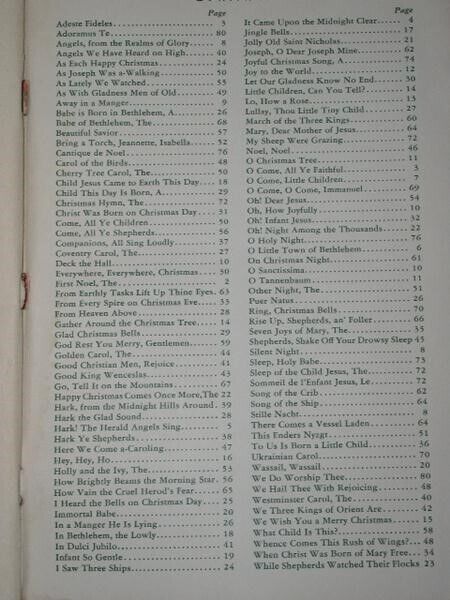 Page
Adeste Fideles 3
Adoramus Te 80
Angels, from the Realms of Glory 8
Angels We Have Heard on High 40
As Each Happy Christmas 24
As Joseph Was a-Walking 50
As Lately We Watched 55
As With Gladness Men of Old 49
Away in a Manger 9
Babe is Born in Bethlehem, A 26
Babe of Bethlehem, The 68
Beautiful Savior 57
Bring a Torch, Jeannette, Isabella 52
Cantique de Noel 76
Carol of the Birds 48
Cherry Tree Carol, The 50
Child Jesus Came to Earth This Day 18
Child This Day Is Born, A 29
Christmas Hymn, The 72
Christ Was Born on Christmas Day 31
Come, All Ye Children 50
Come, All Ye Shepherds 56
Companions, All Sing Loudly 37
Coventry Carol, The 27
Deck the Hall 10
Everywhere, Everywhere, Christmas 30
First Noel, The 2
From Earthly Tasks Lift Up Thine Eyes 63
From Every Spire on Christmas Eve 33
From Heaven Above 28
Gather Around the Christmas Tree 14
Glad Christmas Bells 29
God Rest You Merry, Gentlemen 59
Golden Carol, The 44
Good Christian Men, Rejoice 41
Good King Wenceslas 43
Go, Tell It on the Mountains 67
Happy Christmas Comes Once More, The 22
Hark, from the Midnight Hills Around 39
Hark the Glad Sound 28
Hark! The Herald Angels Sing 5
Hark Ye Shepherds 38
Here We Come a-Caroling 47
Hey, Hey, Ho 16
Holly and the Ivy, The 53
How Brightly Beams the Morning Star 56
How Vain the Cruel Herod's Fear 65
I Heard the Bells on Christmas Day 25
Immortal Babe 20
In a Manger He Is Lying 26
In Bethlehem, the Lowly 18
In Dulci Jubilo 41
Infant So Gentle 19
I Saw Three Ships 24
Page
It Came Upon the Midnight Clear 4
Jingle Bells 17
Jolly Old Saint Nicholas 21
Joseph, O Dear Joseph Mine 62
Joyful Christmas Song, A 74
Joy to the World 12
Let Our Gladness Know No End 30
Little Children, Can You Tell? 14
Lo, How a Rose 13
Lullay, Thou Little Tiny Child 27
March of the Three Kings 60
Mary, Dear Mother of Jesus 64
My Sheep Were Grazing 72
Noel, Noel 46
O Christmas Tree 11
O Come, All Ye Faithful 3
O Come, Little Children 7
O Come, O Come, Immanuel 69
Oh! Dear Jesus 54
Oh, How Joyfully 10
Oh! Infant Jesus 32
Oh! Night Among the Thousands 22
O Holy Night 76
O Little Town of Bethlehem 6
On Christmas Night 61
O Sanctissima 10
O Tannenbaum 11
Other Night, The 51
Puer Natus 26
Ring, Christmas Bells 70
Rise Up, Shepherds, an' Foller 66
Seven Joys of Mary, The 35
Shepherds, Shake Off Your Drowsy Sleep 45
Silent Night 8
Sleep, Holy Babe 73
Sleep of the Child Jesus, The 72
Sommeil de l'Enfant Jesus, Le 72
Song of the Crib 62
Song of the Ship 64
Stille Nacht 8
There Comes a Vessel Laden 64
This Enders Nyzgt 51
To Us Is Born a Little Child 36
Ukrainian Carol 70
Wassail, Wassail 20
We Do Worship Thee 80
We Hail Thee With Rejoicing 48
Westminster Carol, The 40
We Three Kings of Orient Are 42
We Wish You a Merry Christmas 15
What Child Is This? 58
Whence Comes This Rush of Wings? 48
When Christ Was Born of Mary Free 34
While Shepherds Watched Their Flocks 23